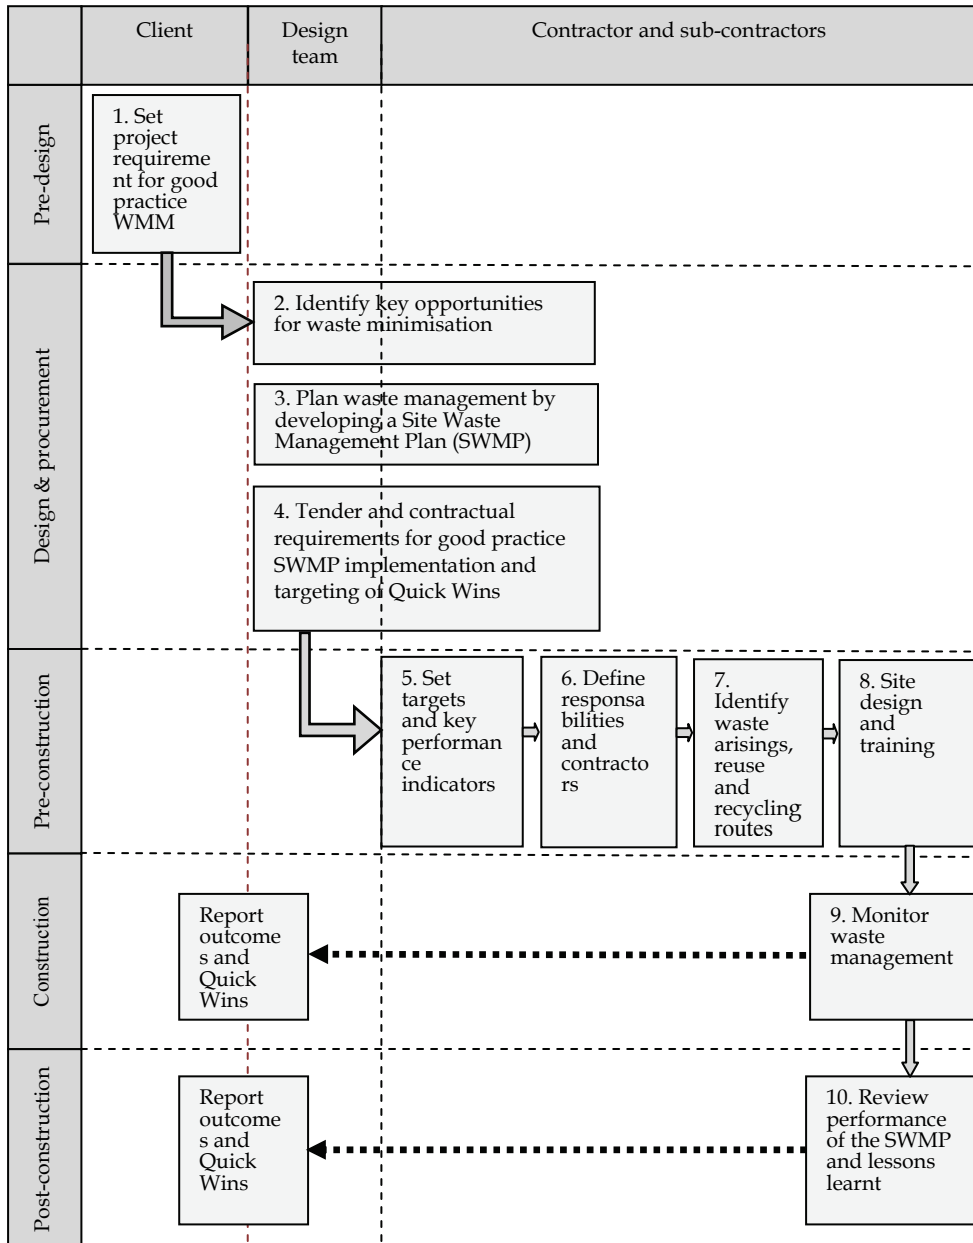 Client
Design
team
Contractor and sub-contractors
Pre-design
1. Set
project
requireme
nt for good
practice
WMM
Design & procurement
2. Identify key opportunities
for waste minimisation
3. Plan waste management by
developing a Site Waste
Management Plan (SWMP)
4. Tender and contractual
requirements for good practice
SWMP implementation and
targeting of Quick Wins
Pre-construction
5. Set
targets
and key
performan
ce
indicators
6. Define
responsa
bilities
and
contracto
rs
7.
Identify
waste
arisings,
reuse
and
recycling
routes
8. Site
design
and
training
Construction
Report
outcome
s and
Quick
Wins
9. Monitor
waste
management
Post-construction
Report
outcome
s and
Quick
Wins
10. Review
performance
of the SWMP
and lessons
learnt